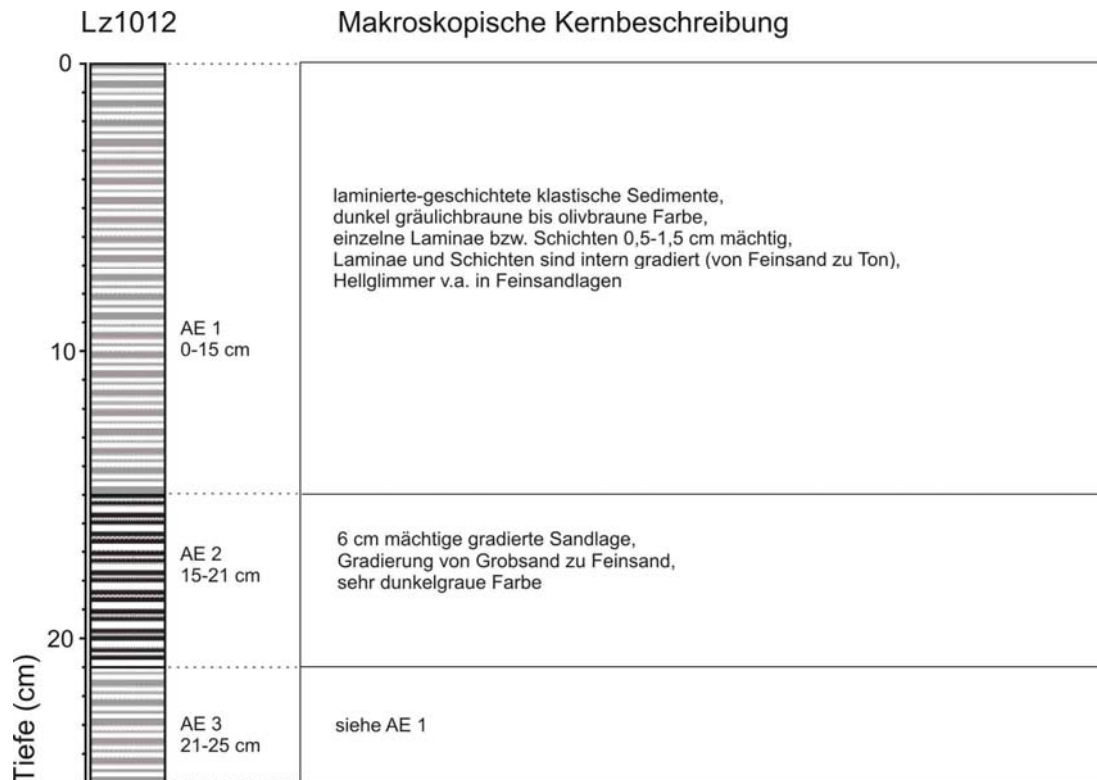 Lz1012
Makroskopische Kernbeschreibung
0
laminierte-geschichtete klastische Sedimente,
dunkel gräulichbraune bis olivbraune Farbe,
einzelne Laminae bzw. Schichten 0,5-1,5 cm mächtig,
Laminae und Schichten sind intern gradiert (von Feinsand zu Ton),
Hellglimmer v.a. in Feinsandlagen
AE 1
0-15 cm
10
6 cm mächtige gradierte Sandlage,
Gradierung von Grobsand zu Feinsand,
sehr dunkelgraue Farbe
AE 2
15-21 cm
20
AE 3
21-25 cm
siehe AE 1
Tiefe (cm)